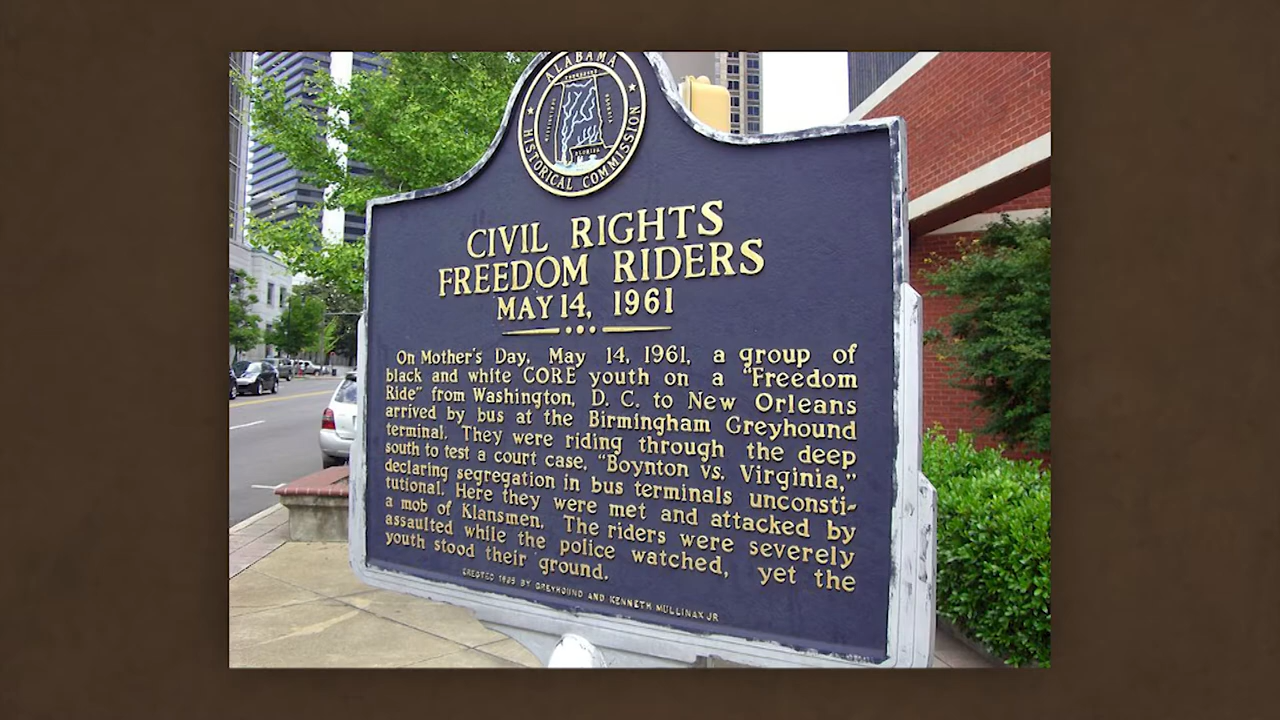 ALABAMA
HISTORICAL COMMISSION
TENNESSEE
MISSISSIPPI
GEORGIA
FLORIDA
CIVIL RIGHTS
FREEDOM RIDERS
MAY 14, 1961
On Mother's Day, May 14, 1961, a group of
black and white CORE youth on a "Freedom
Ride" from Washington, D. C. to New Orleans
arrived by bus at the Birmingham Greyhound
terminal. They were riding through the deep
south to test a court case, "Boynton vs. Virginia,"
declaring segregation in bus terminals unconsti-
tutional. Here they were met and attacked by
a mob of Klansmen. The riders were severely
assaulted while the police watched, yet the
youth stood their ground.
ERECTED BY GREYHOUND AND KENNETH MULLINAX JR